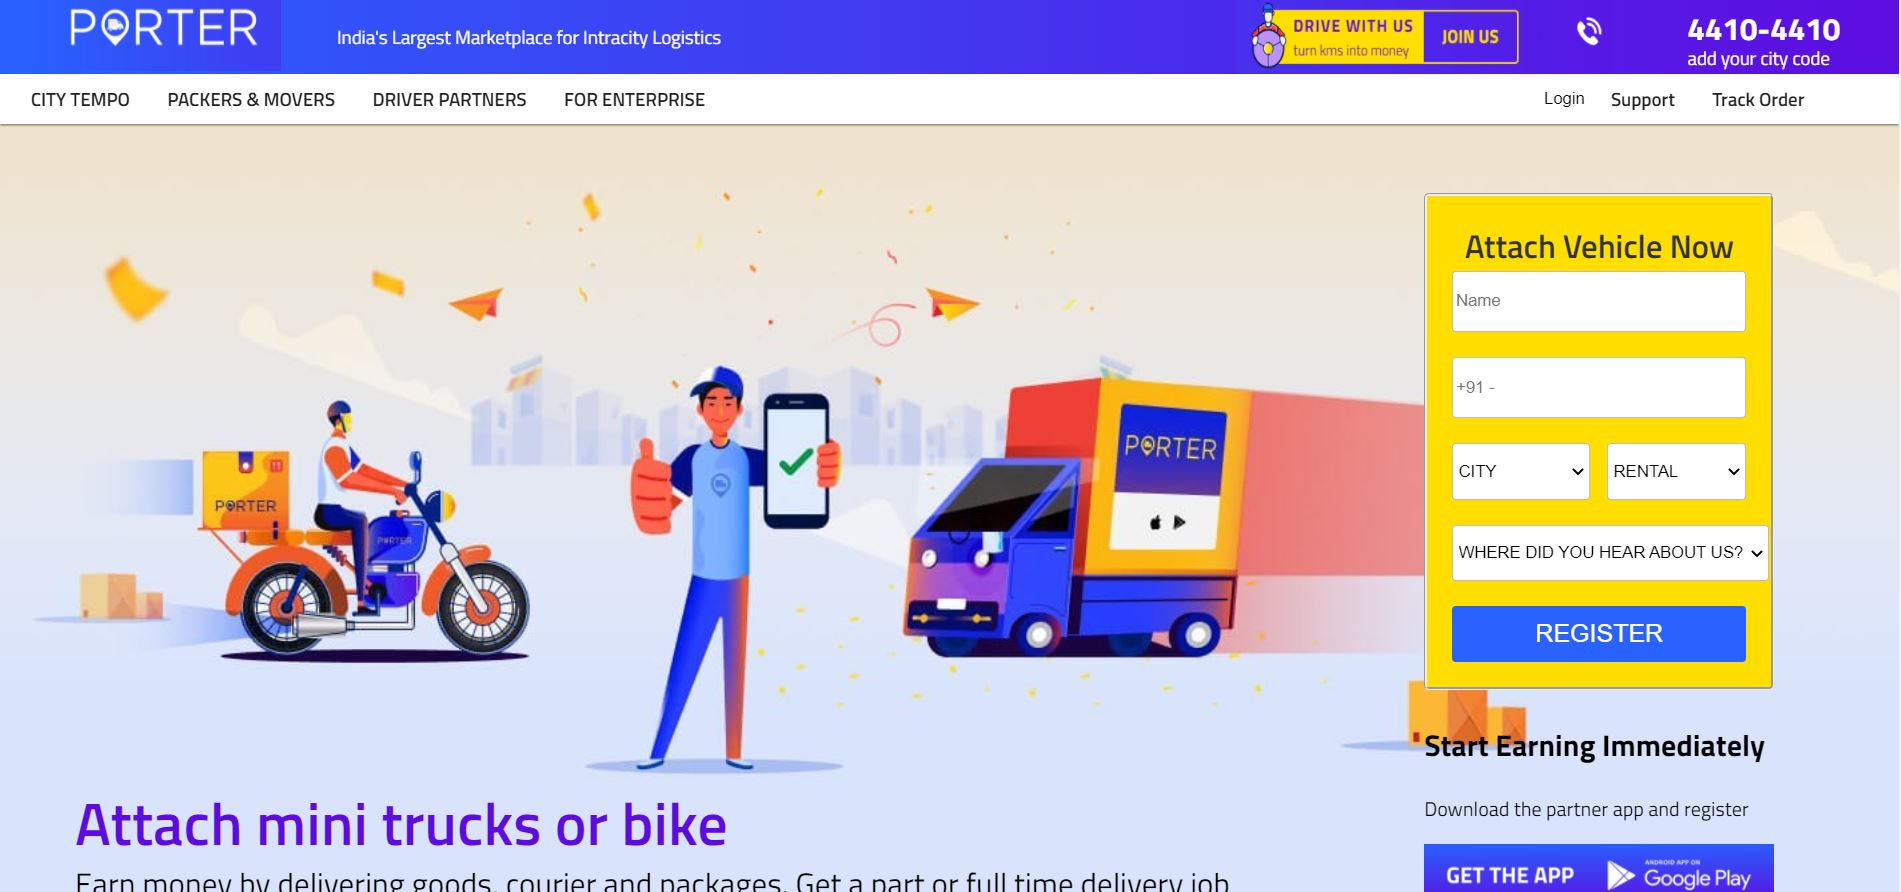 PORTER
India's Largest Marketplace for Intracity Logistics
DRIVE WITH US
turn kms into money
JOIN US
4410-4410
add your city code
CITY TEMPO
PACKERS & MOVERS
DRIVER PARTNERS
FOR ENTERPRISE
Login
Support
Track Order
Attach Vehicle Now
Name
+91 -
CITY
RENTAL
WHERE DID YOU HEAR ABOUT US?
REGISTER
PORTER
PORTER
PORTER
Start Earning Immediately
Download the partner app and register
GET THE APP
ANDROID APP ON
Google Play
Attach mini trucks or bike
Earn money by delivering goods, courier and packages. Get a part or full time delivery job